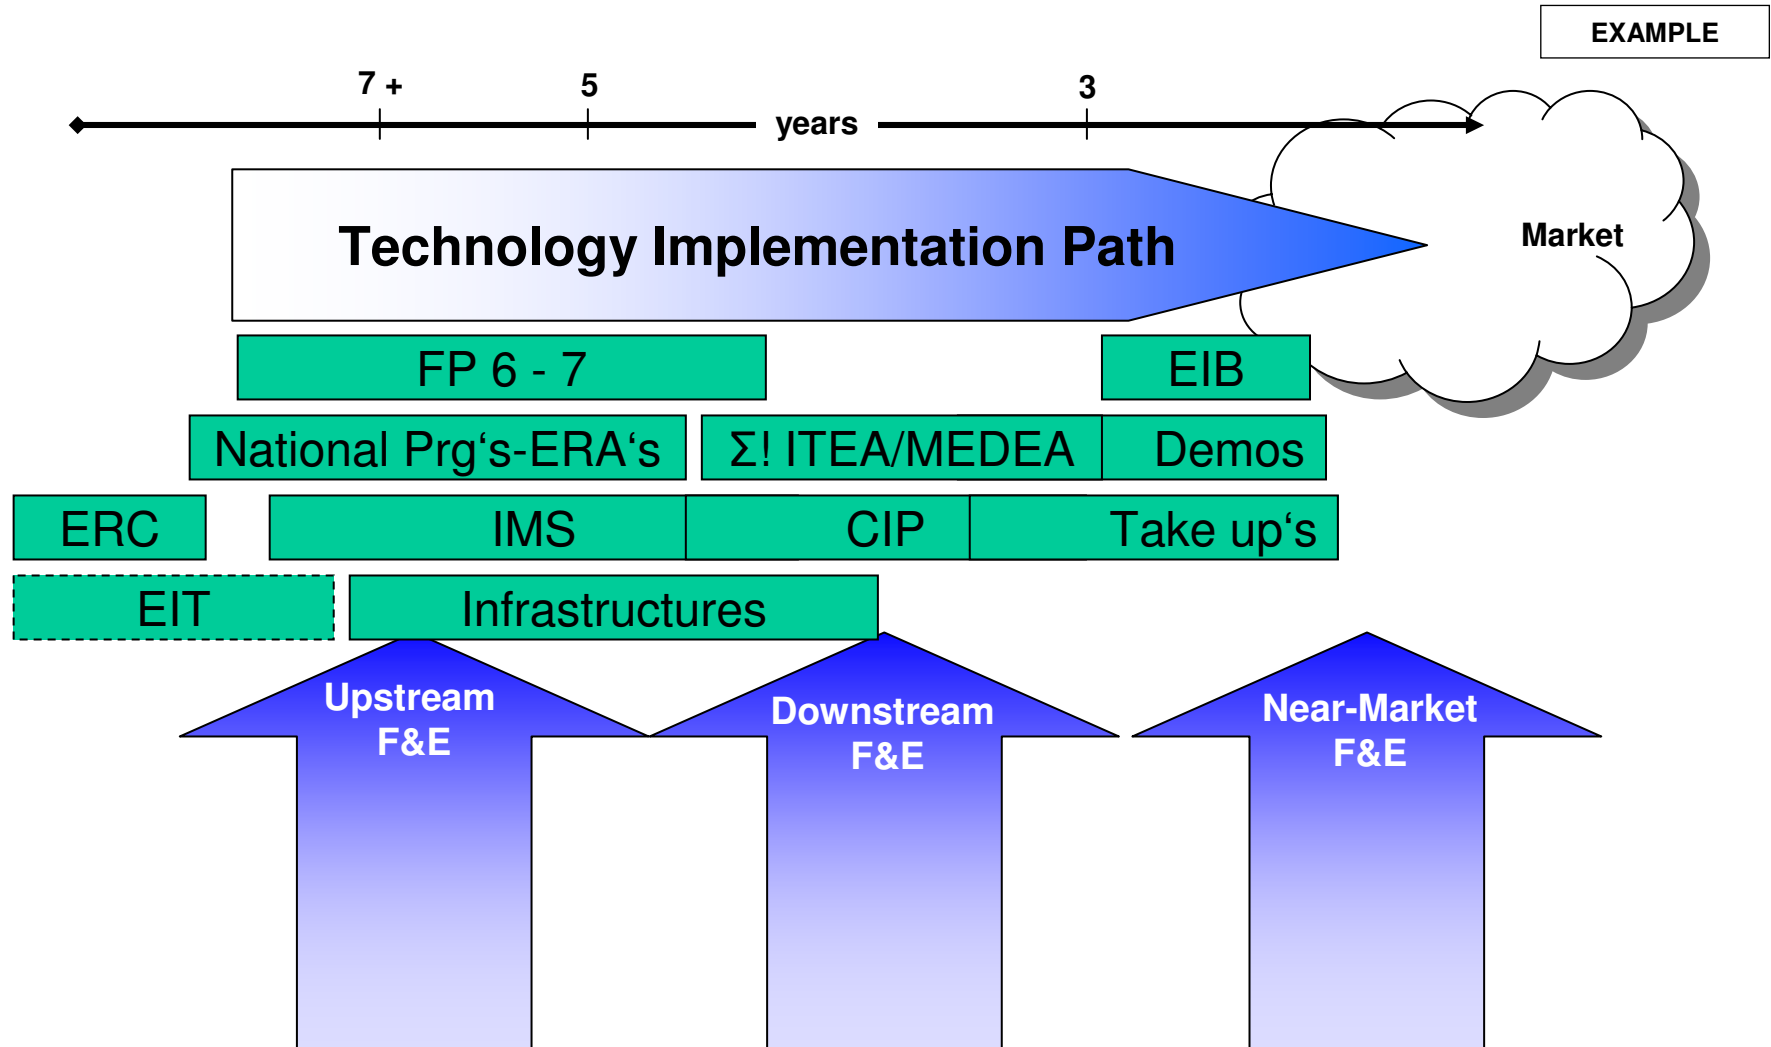 EXAMPLE
7 +
5
3
years
Technology Implementation Path
Market
FP 6 - 7
EIB
National Prg‘s-ERA‘s
Σ! ITEA/MEDEA
Demos
ERC
IMS
CIP
Take up‘s
EIT
Infrastructures
Upstream
F&E
Downstream
F&E
Near-Market
F&E